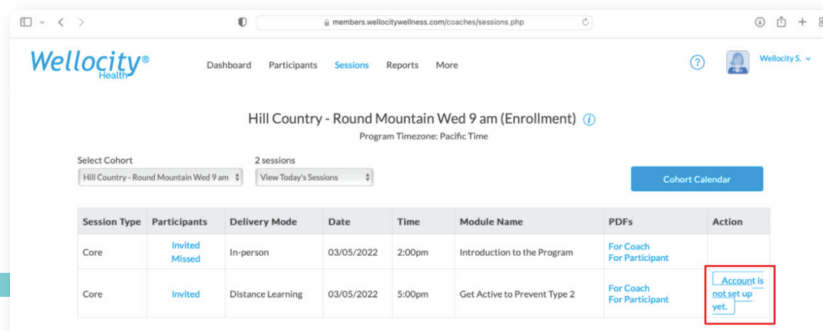 members.wellocitywellness.com/coaches/sessions.php
Wellocity®
Health
Dashboard Participants Sessions Reports More
?
Wellocity S.
Hill Country - Round Mountain Wed 9 am (Enrollment) i
Program Timezone: Pacific Time
Select Cohort 2 sessions
Hill Country - Round Mountain Wed 9 am View Today's Sessions
Cohort Calendar
Session Type Participants Delivery Mode Date Time Module Name PDFs Action
Core Invited In-person 03/05/2022 2:00pm Introduction to the Program For Coach
Missed For Participant
Core Invited Distance Learning 03/05/2022 5:00pm Get Active to Prevent Type 2 For Coach Account is
For Participant not set up
yet.